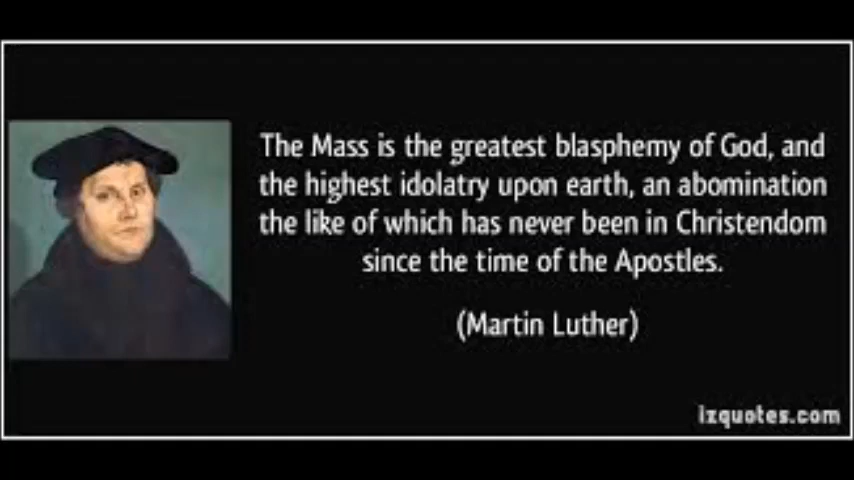 The Mass is the greatest blasphemy of God, and
the highest idolatry upon earth, an abomination
the like of which has never been in Christendom
since the time of the Apostles.
(Martin Luther)
izquotes.com